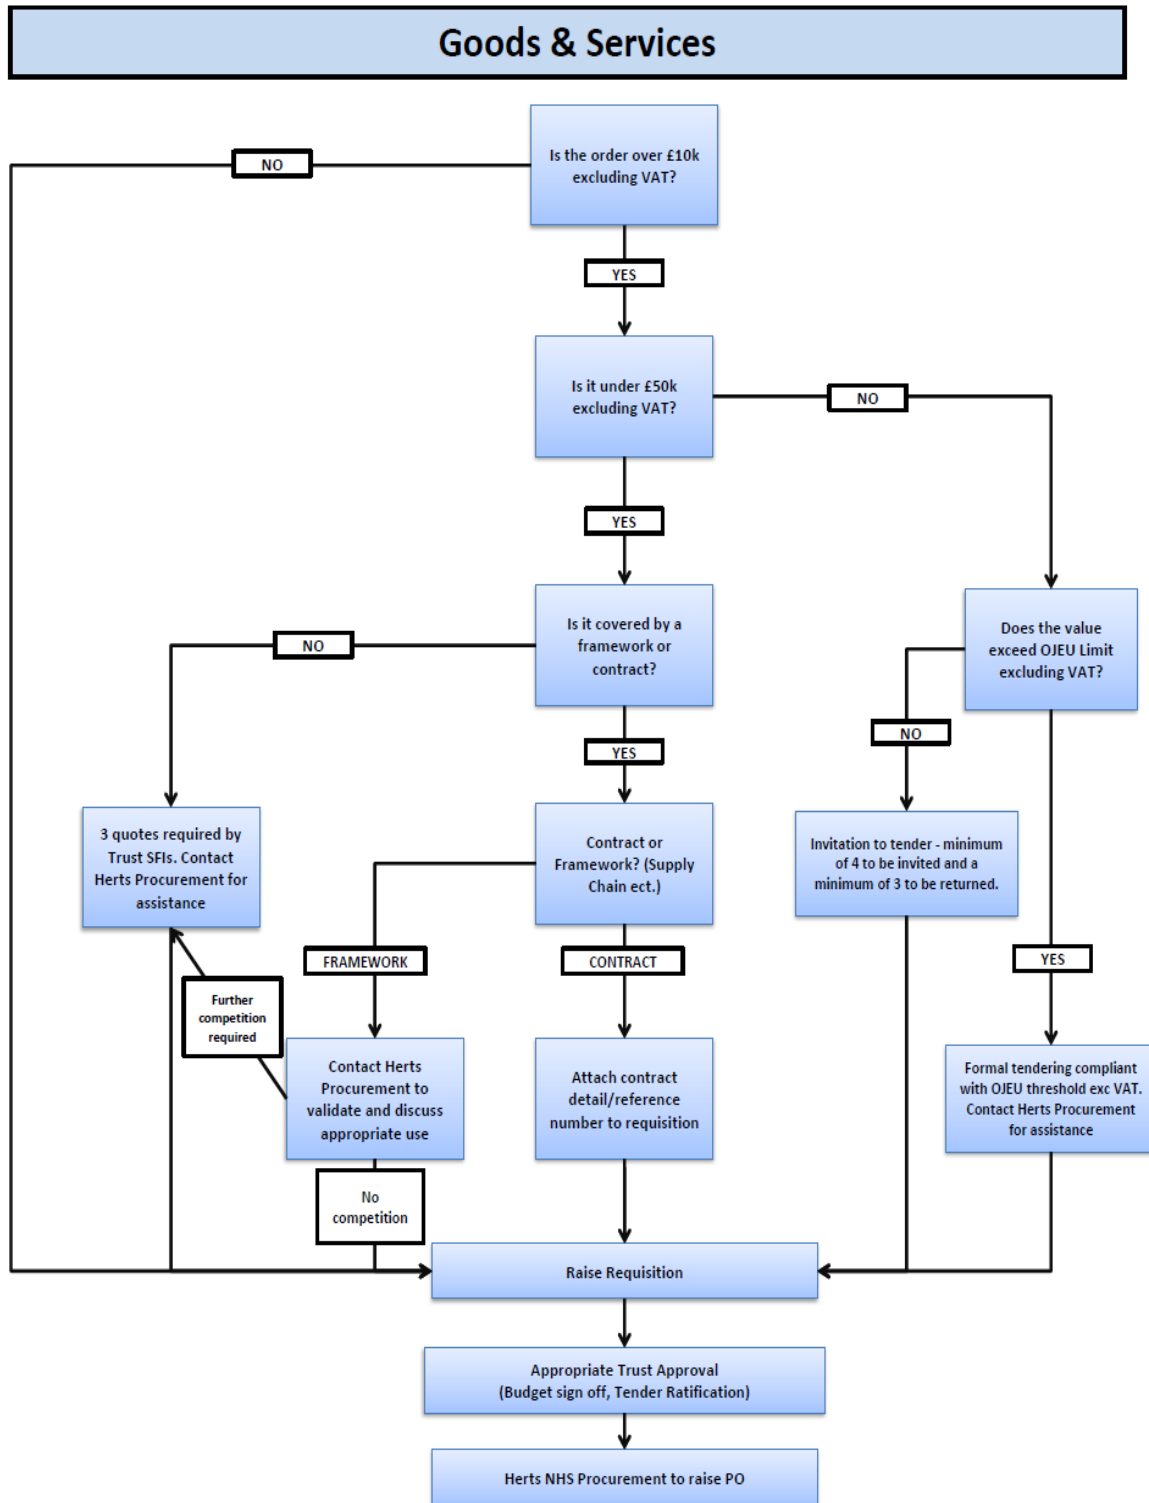 Goods & Services
Is the order over £10k
excluding VAT?
NO
YES
Is it under £50k
excluding VAT?
NO
YES
Is it covered by a
framework or
contract?
NO
Does the value
exceed OJEU Limit
excluding VAT?
NO
YES
3 quotes required by
Trust SFIs. Contact
Herts Procurement for
assistance
Contract or
Framework? (Supply
Chain ect.)
Invitation to tender - minimum
of 4 to be invited and a
minimum of 3 to be returned.
FRAMEWORK
CONTRACT
YES
Further
competition
required
Contact Herts
Procurement to
validate and discuss
appropriate use
Attach contract
detail/reference
number to requisition
Formal tendering compliant
with OJEU threshold exc VAT.
Contact Herts Procurement
for assistance
No
competition
Raise Requisition
Appropriate Trust Approval
(Budget sign off, Tender Ratification)
Herts NHS Procurement to raise PO